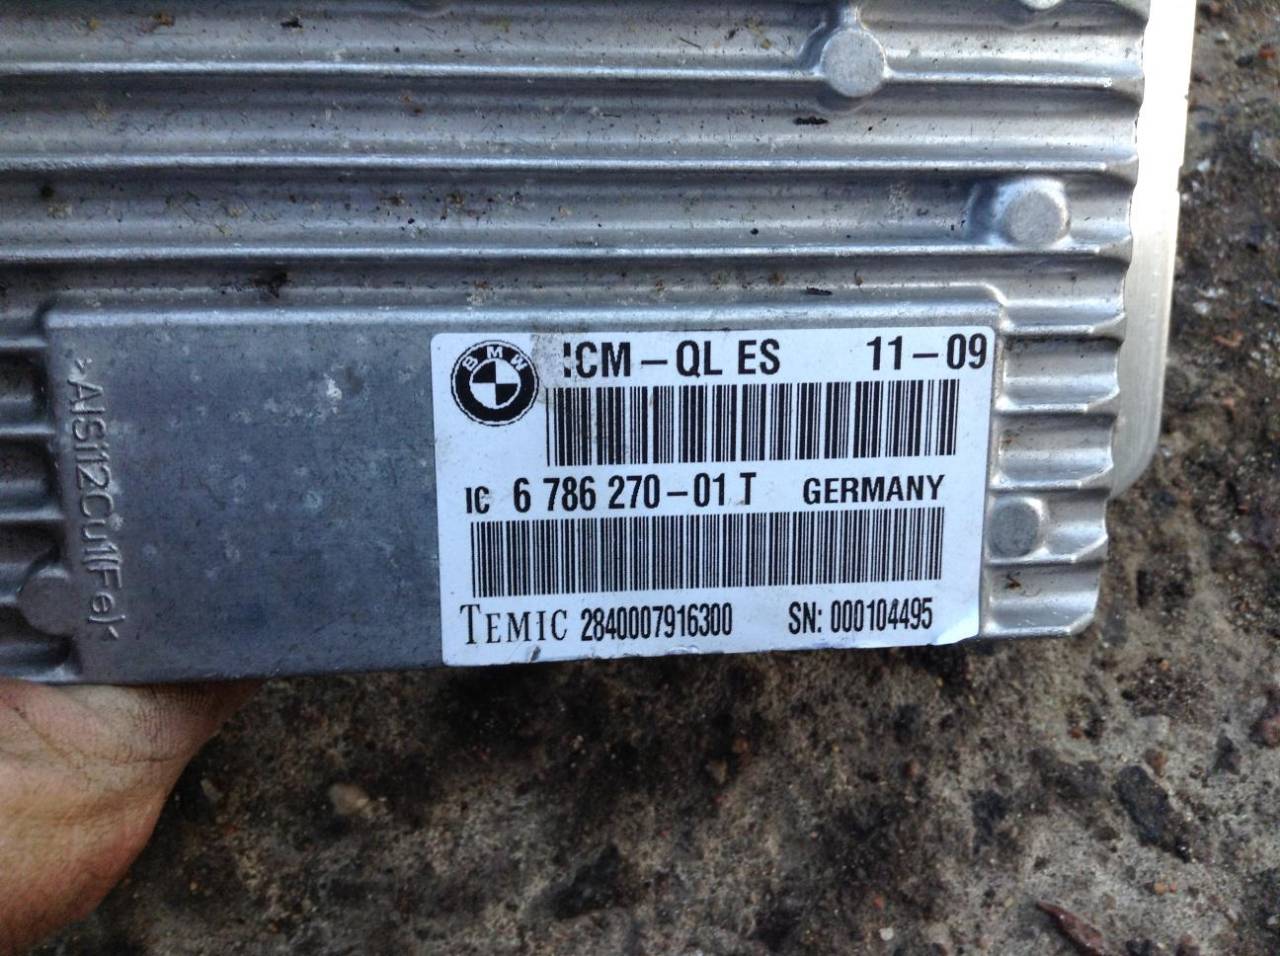 BMW
ICM-QL ES 11-09
IC 6 786 270-01 T GERMANY
TEMIC 2840007916300 SN: 000104495
>AlSi12Cu1(Fe)<